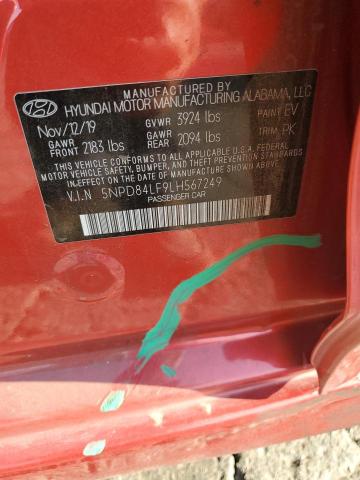 MANUFACTURED BY
HYUNDAI MOTOR MANUFACTURING ALABAMA, LLC
Nov/12/19 GVWR 3924 lbs PAINT EV
GAWR FRONT 2183 lbs GAWR REAR 2094 lbs TRIM PK
THIS VEHICLE CONFORMS TO ALL APPLICABLE U.S.A. FEDERAL
MOTOR VEHICLE SAFETY, BUMPER, AND THEFT PREVENTION
STANDARDS IN EFFECT ON THE DATE OF MANUFACTURE SHOWN ABOVE.
V.I.N 5NPD84LF9LH567249
PASSENGER CAR